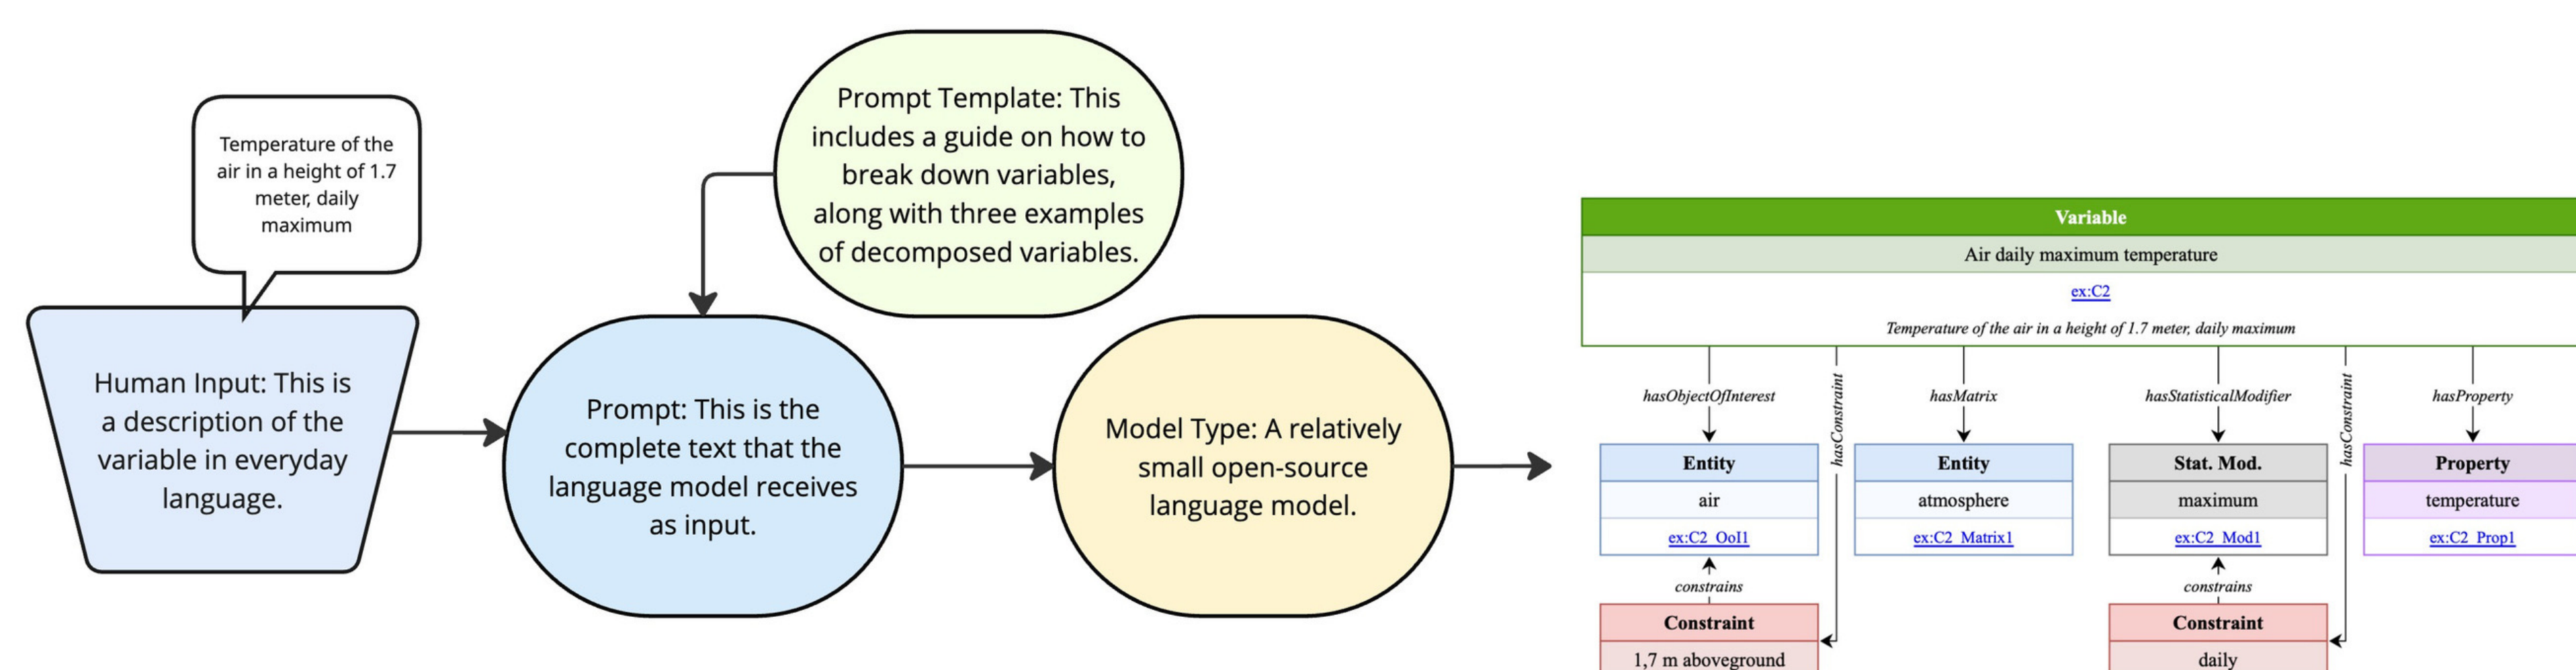 Temperature of the
air in a height of 1.7
meter, daily
maximum
Human Input: This is
a description of the
variable in everyday
language.
Prompt Template: This
includes a guide on how to
break down variables,
along with three examples
of decomposed variables.
Prompt: This is the
complete text that the
language model receives
as input.
Model Type: A relatively
small open-source
language model.
Variable
Air daily maximum temperature
ex:C2
Temperature of the air in a height of 1.7 meter, daily maximum
hasObjectOfInterest
hasConstraint
hasMatrix
hasStatisticalModifier
hasConstraint
hasProperty
Entity
air
ex:C2_OoI1
Entity
atmosphere
ex:C2_Matrix1
Stat. Mod.
maximum
ex:C2_Mod1
Property
temperature
ex:C2_Prop1
constrains
constrains
Constraint
1,7 m aboveground
Constraint
daily